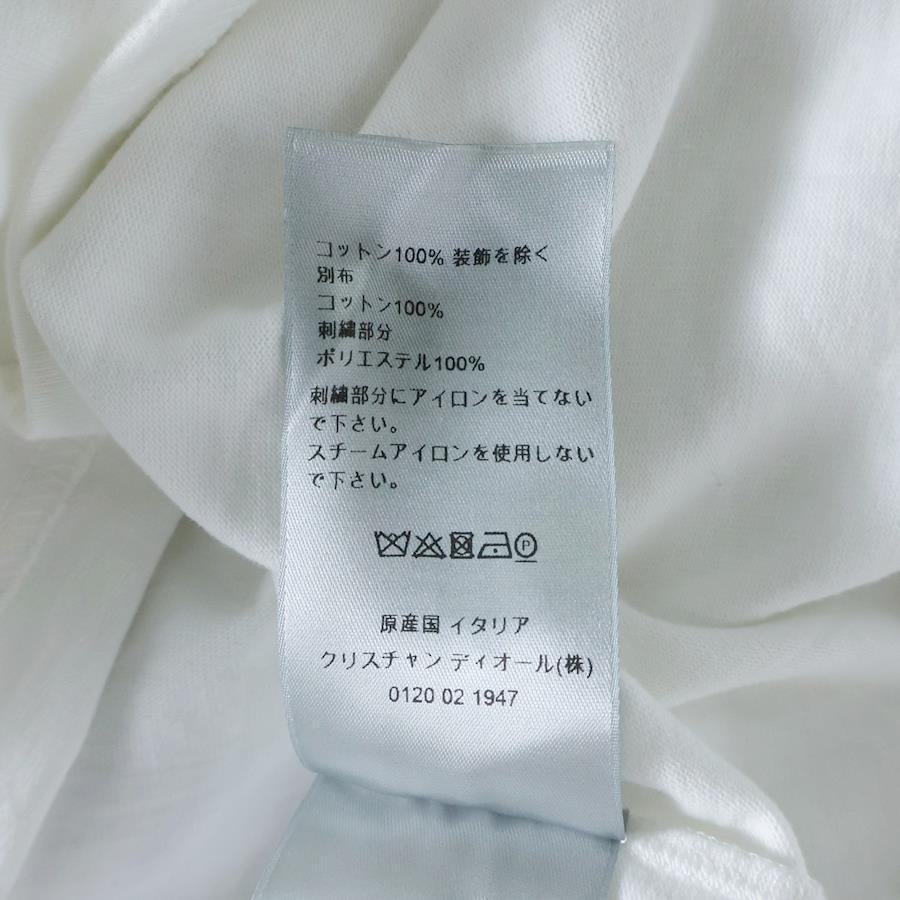 コットン100% 装飾を除く
別布
コットン100%
刺繍部分
ポリエステル100%
刺繍部分にアイロンを当てない
で下さい。
スチームアイロンを使用しない
で下さい。
P
原産国 イタリア
クリスチャン ディオール(株)
0120 02 1947